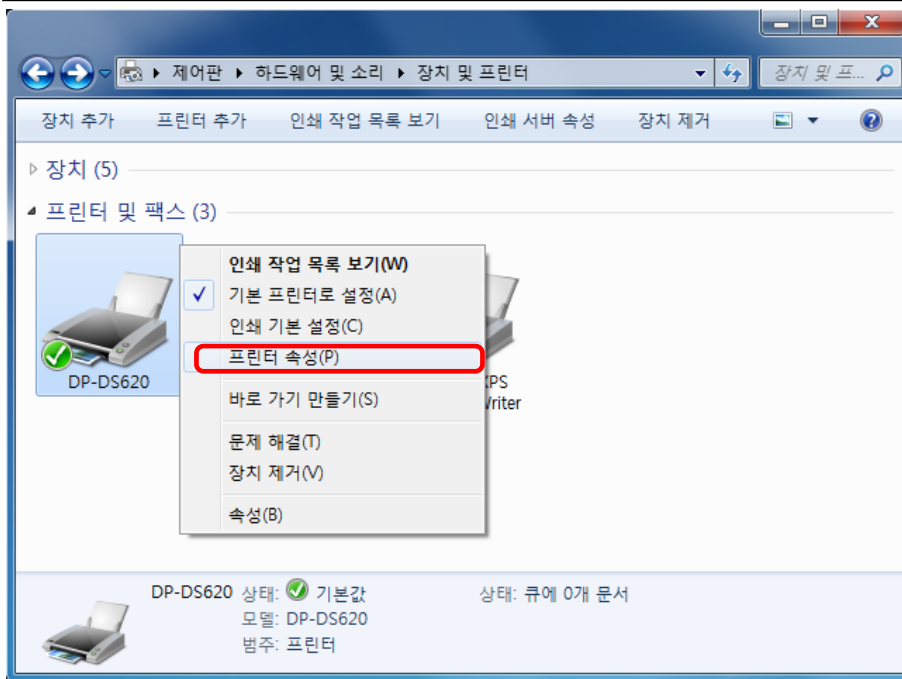 제어판 ▸ 하드웨어 및 소리 ▸ 장치 및 프린터
장치 및 프...
장치 추가 프린터 추가 인쇄 작업 목록 보기 인쇄 서버 속성 장치 제거
장치 (5)
프린터 및 팩스 (3)
DP-DS620
인쇄 작업 목록 보기(W)
기본 프린터로 설정(A)
인쇄 기본 설정(C)
프린터 속성(P)
바로 가기 만들기(S)
문제 해결(T)
장치 제거(V)
속성(B)
DP-DS620 상태: 기본값 상태: 큐에 0개 문서
모델: DP-DS620
범주: 프린터